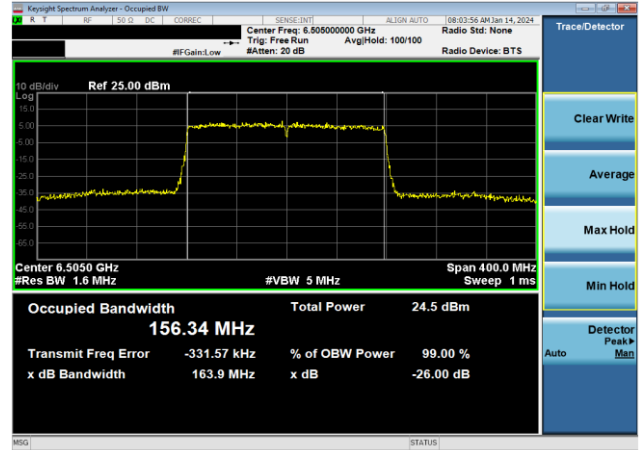 Keysight Spectrum Analyzer - Occupied BW
R T RF 50 Ω DC CORREC SENSE:INT ALIGN AUTO 08:03:56 AM Jan 14, 2024
Center Freq: 6.505000000 GHz Radio Std: None
Trig: Free Run Avg|Hold: 100/100
#IFGain:Low #Atten: 20 dB Radio Device: BTS
Trace/Detector
10 dB/div Ref 25.00 dBm
Log
15.0
5.00
-5.00
-15.0
-25.0
-35.0
-45.0
-55.0
-65.0
Center 6.5050 GHz Span 400.0 MHz
#Res BW 1.6 MHz #VBW 5 MHz Sweep 1 ms
Occupied Bandwidth Total Power 24.5 dBm
156.34 MHz
Transmit Freq Error -331.57 kHz % of OBW Power 99.00 %
x dB Bandwidth 163.9 MHz x dB -26.00 dB
Clear Write
Average
Max Hold
Min Hold
Detector
Peak▶
Auto Man
MSG STATUS